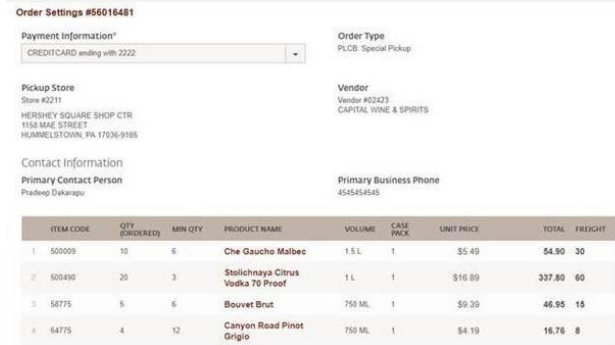 Order Settings #56016481
Payment Information*
CREDITCARD ending with 2222
Order Type
PLCB: Special Pickup
Pickup Store
Store #2211
HERSHEY SQUARE SHOP CTR
1158 MAE STREET
HUMMELSTOWN, PA 17036-9185
Vendor
Vendor #02423
CAPITAL WINE & SPIRITS
Contact Information
Primary Contact Person
Pradeep Dakarapu
Primary Business Phone
4545454545
ITEM CODE QTY (ORDERED) MIN QTY PRODUCT NAME VOLUME CASE PACK UNIT PRICE TOTAL FREIGHT
1 500009 10 6 Che Gaucho Malbec 1.5 L 1 $5.49 54.90 30
2 500490 20 3 Stolichnaya Citrus Vodka 70 Proof 1 L 1 $16.89 337.80 60
3 58775 5 6 Bouvet Brut 750 ML 1 $9.39 46.95 15
4 64775 4 12 Canyon Road Pinot Grigio 750 ML 1 $4.19 16.76 8